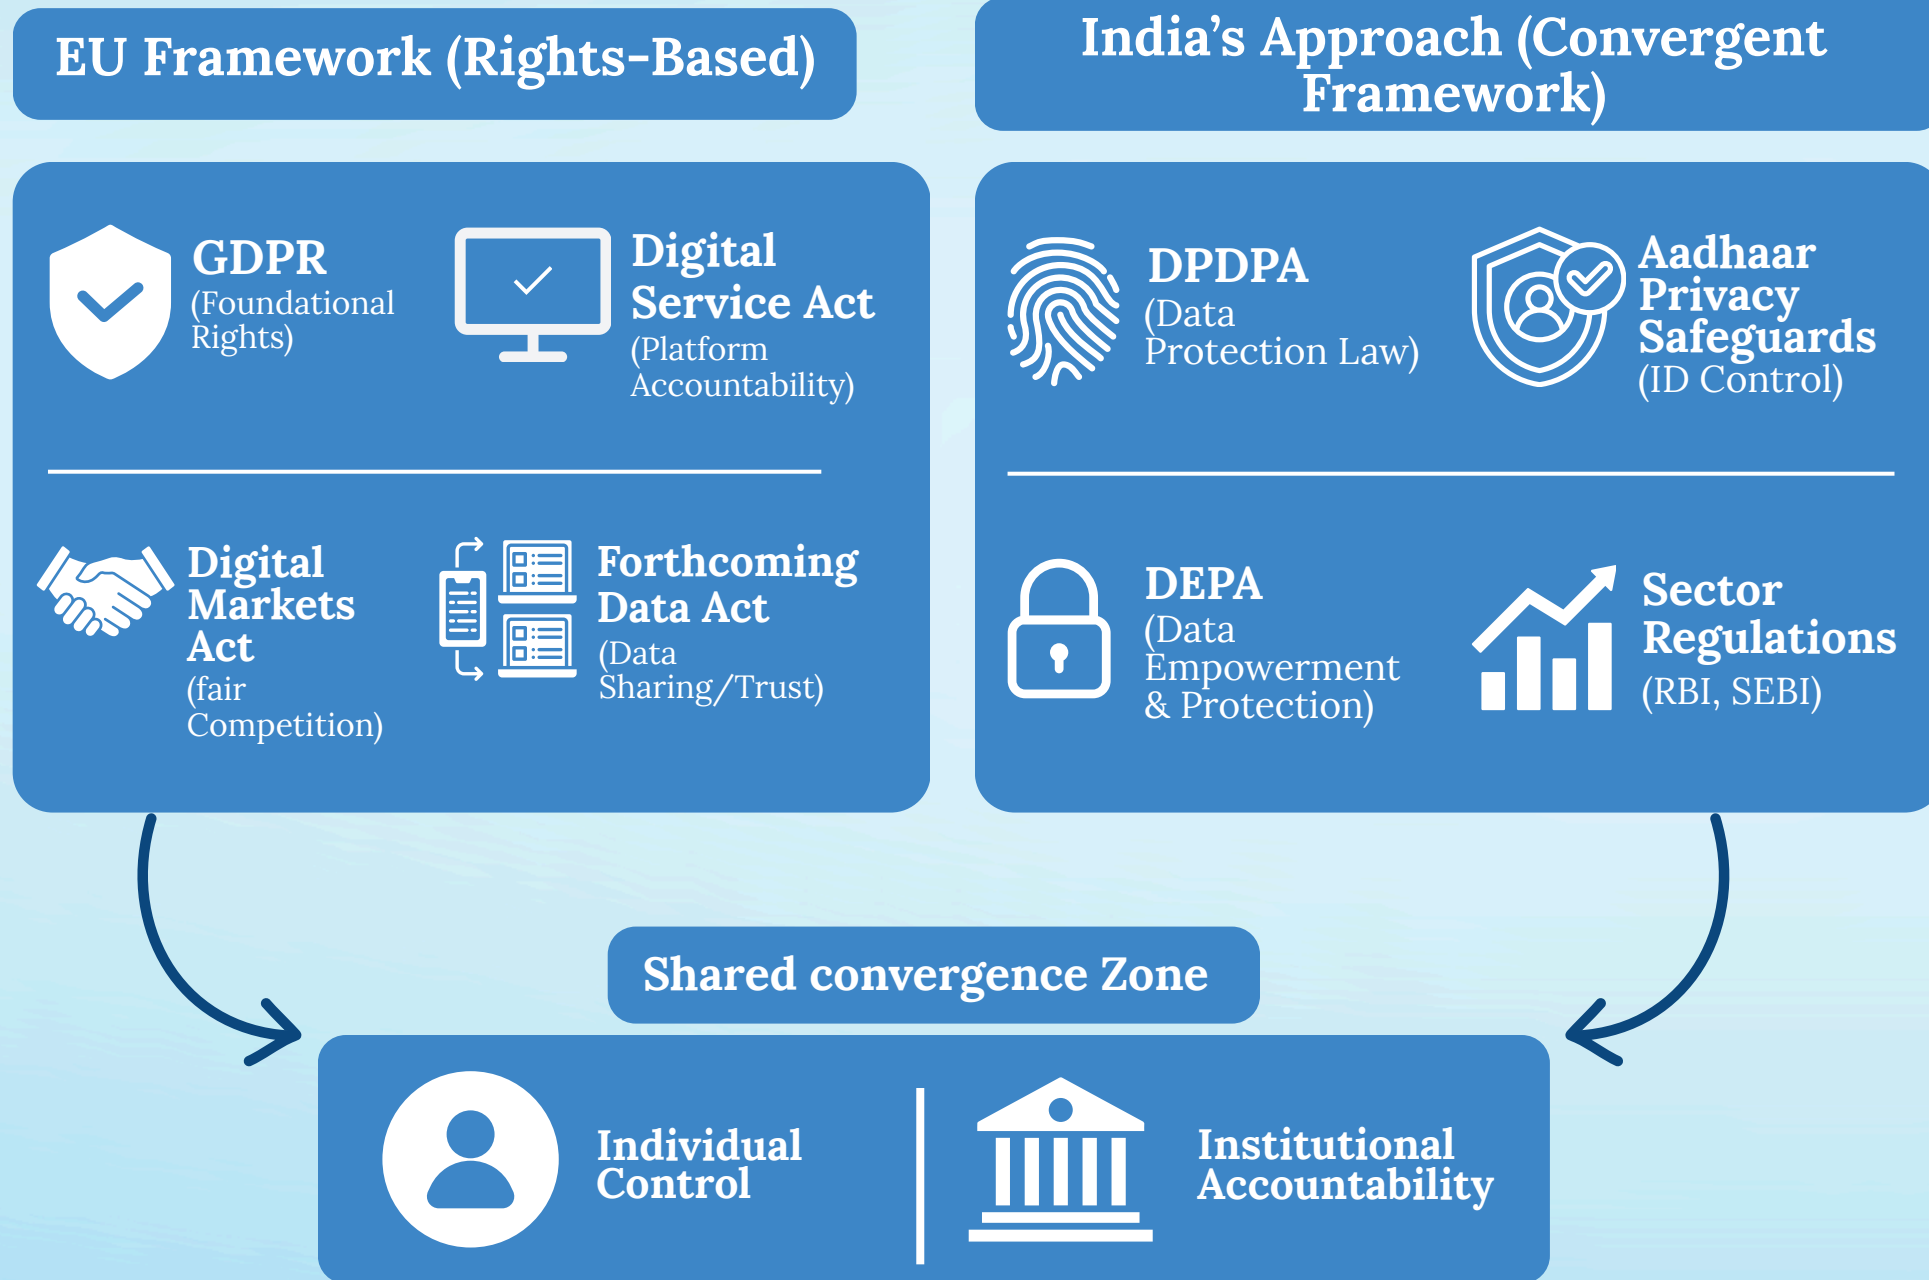 EU Framework (Rights-Based)
GDPR
(Foundational
Rights)
Digital
Service Act
(Platform
Accountability)
Digital
Markets
Act
(fair
Competition)
Forthcoming
Data Act
(Data
Sharing/Trust)
India’s Approach (Convergent
Framework)
DPDPA
(Data
Protection Law)
Aadhaar
Privacy
Safeguards
(ID Control)
DEPA
(Data
Empowerment
& Protection)
Sector
Regulations
(RBI, SEBI)
Shared convergence Zone
Individual
Control
Institutional
Accountability